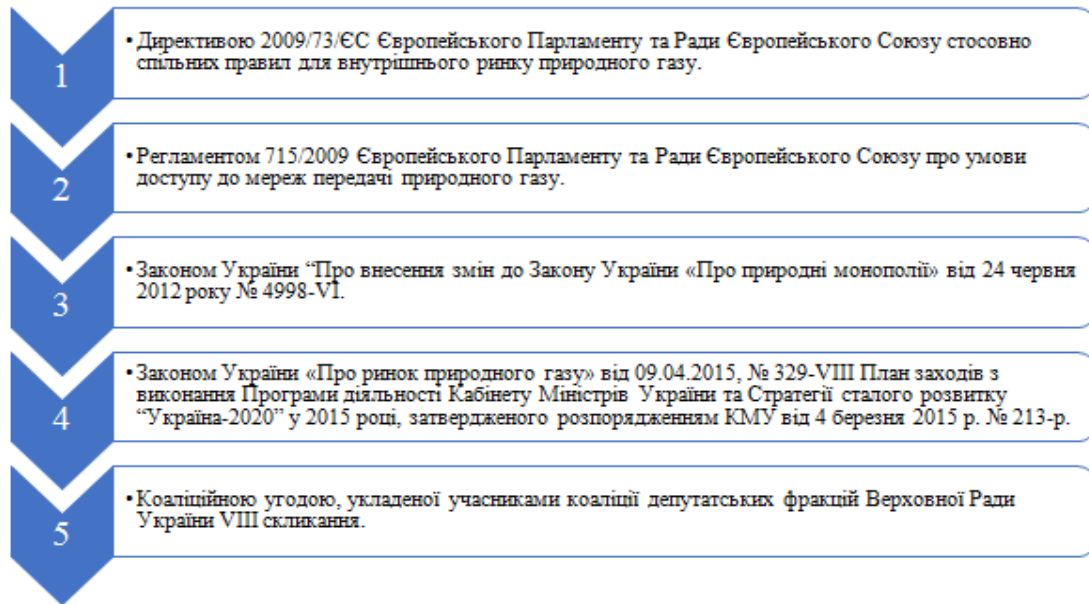 1
• Директивою 2009/73/ЄС Європейського Парламенту та Ради Європейського Союзу стосовно
спільних правил для внутрішнього ринку природного газу.
2
• Регламентом 715/2009 Європейського Парламенту та Ради Європейського Союзу про умови
доступу до мереж передачі природного газу.
3
• Законом України “Про внесення змін до Закону України «Про природні монополії» від 24 червня
2012 року № 4998-VI.
4
• Законом України «Про ринок природного газу» від 09.04.2015, № 329-VIII План заходів з
виконання Програми діяльності Кабінету Міністрів України та Стратегії сталого розвитку
“Україна-2020” у 2015 році, затвердженого розпорядженням КМУ від 4 березня 2015 р. № 213-р.
5
• Коаліційною угодою, укладеної учасниками коаліції депутатських фракцій Верховної Ради
України VIII скликання.